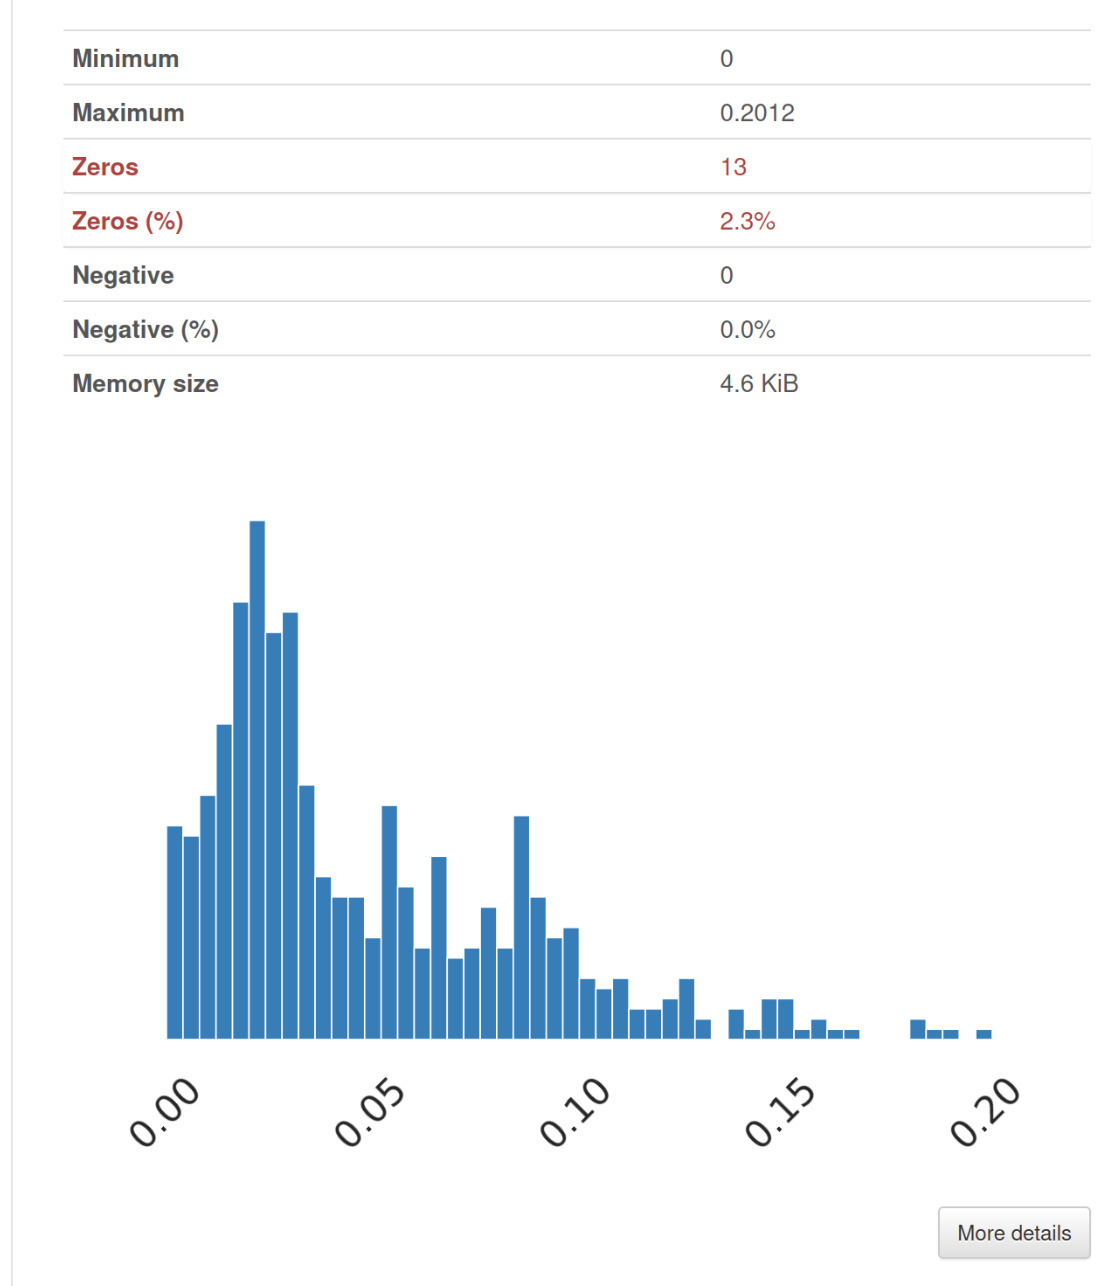 Minimum 0
Maximum 0.2012
Zeros 13
Zeros (%) 2.3%
Negative 0
Negative (%) 0.0%
Memory size 4.6 KiB
0.00 0.05 0.10 0.15 0.20
More details